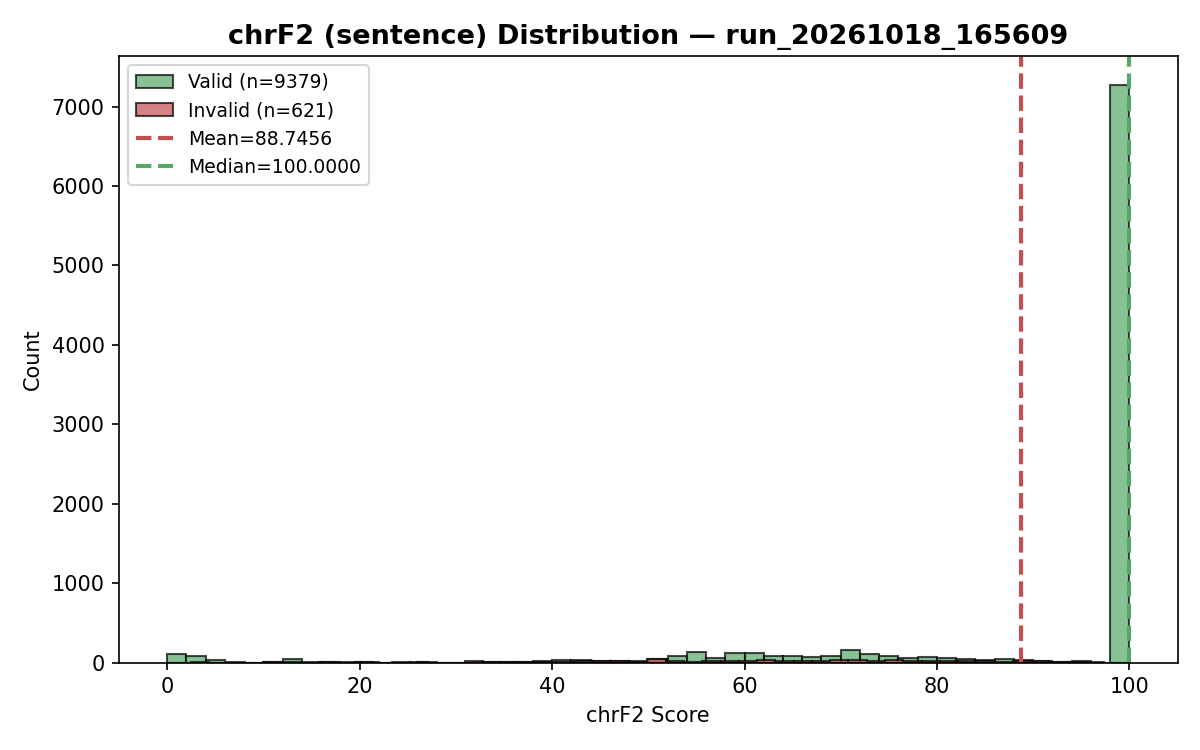 chrF2 (sentence) Distribution — run_20261018_165609
Valid (n=9379)
Invalid (n=621)
Mean=88.7456
Median=100.0000
Count
7000
6000
5000
4000
3000
2000
1000
0
0 20 40 60 80 100
chrF2 Score